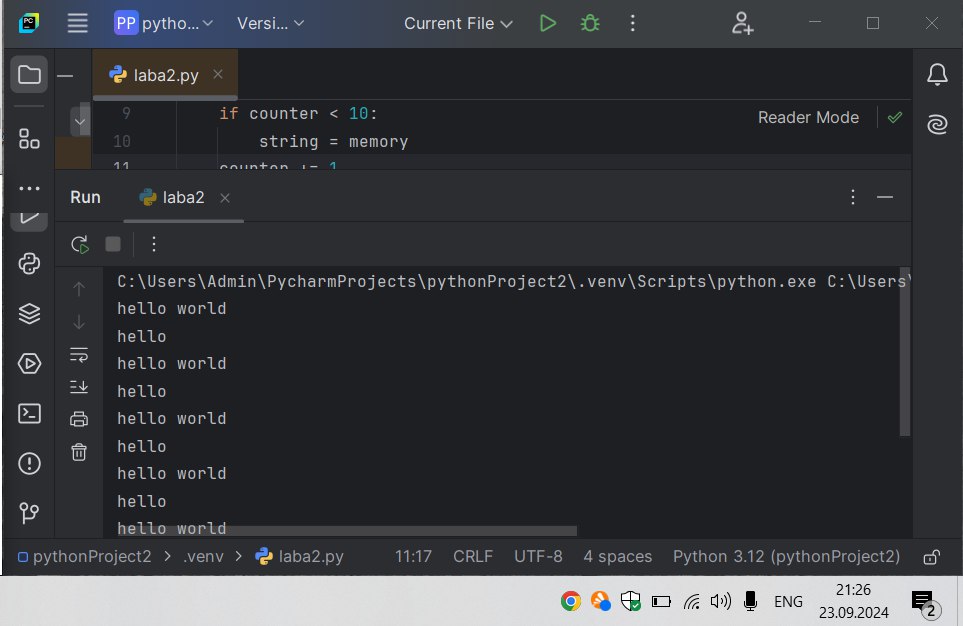 PC PP pytho... Versi... Current File
laba2.py
9 if counter < 10:
Reader Mode
10 string = memory
11 counter += 1
Run laba2
C:\Users\Admin\PycharmProjects\pythonProject2\.venv\Scripts\python.exe C:\Users\
hello world
hello
hello world
hello
hello world
hello
hello world
hello
hello world
pythonProject2 > .venv > laba2.py 11:17 CRLF UTF-8 4 spaces Python 3.12 (pythonProject2)
ENG 21:26
23.09.2024
2